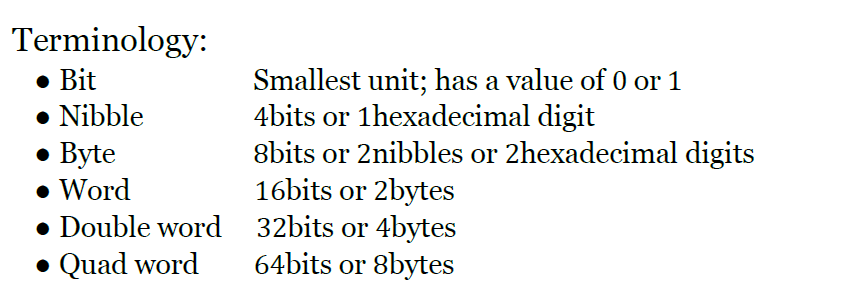 Terminology:
● Bit Smallest unit; has a value of 0 or 1
● Nibble 4bits or 1hexadecimal digit
● Byte 8bits or 2nibbles or 2hexadecimal digits
● Word 16bits or 2bytes
● Double word 32bits or 4bytes
● Quad word 64bits or 8bytes